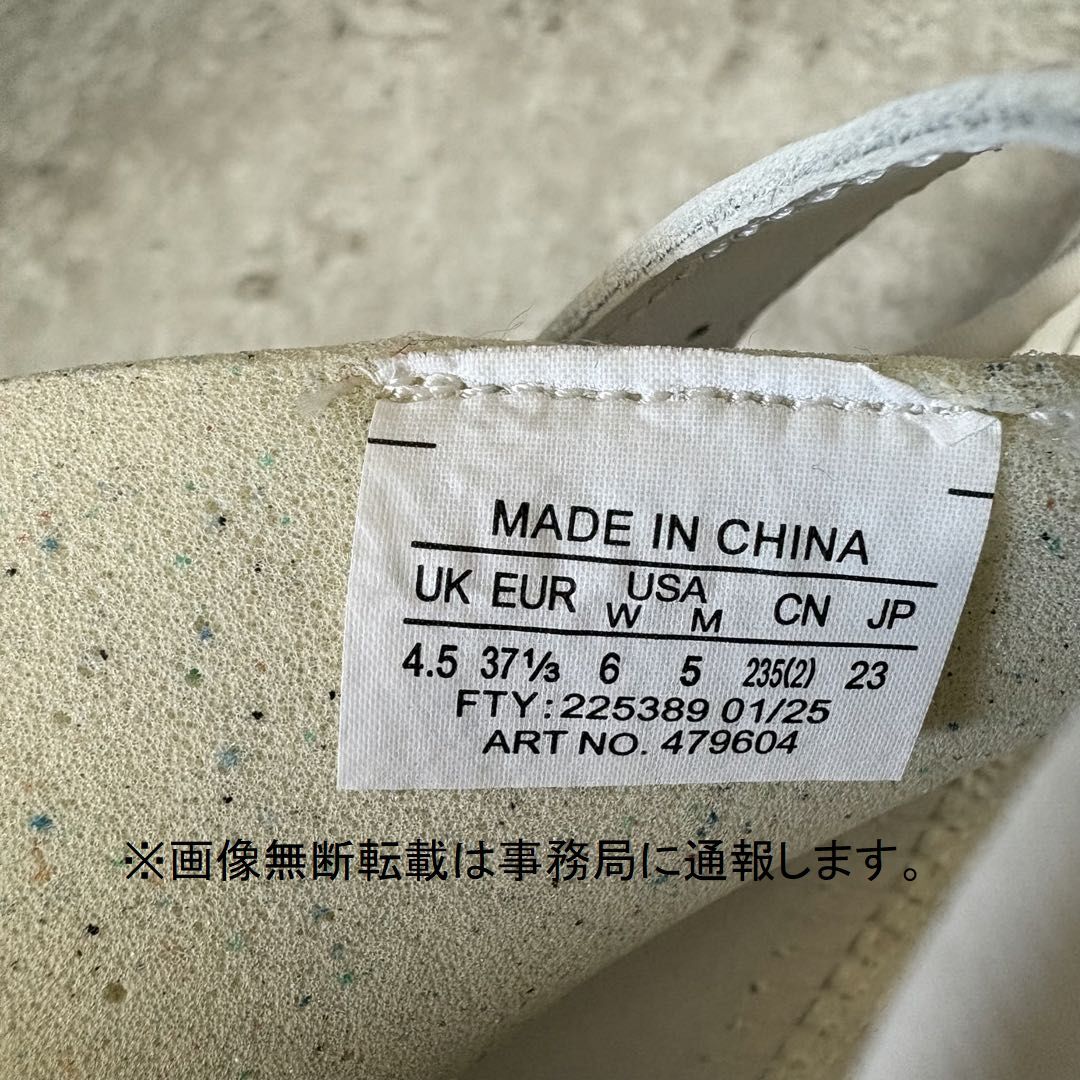 MADE IN CHINA
UK EUR USA CN JP
W M
4.5 37⅓ 6 5 235(2) 23
FTY: 225389 01/25
ART NO. 479604
※画像無断転載は事務局に通報します。